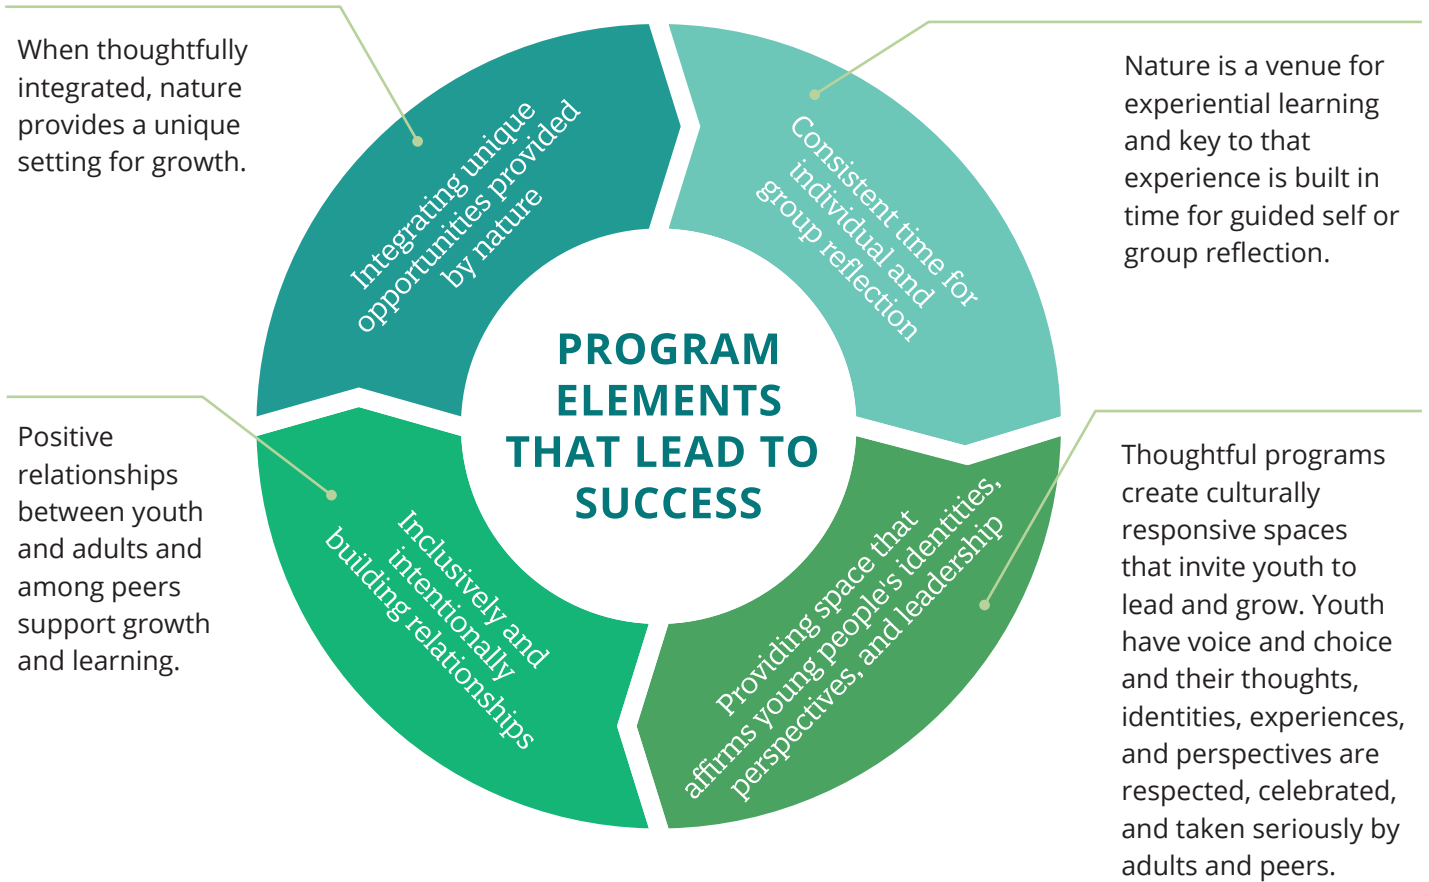 When thoughtfully
integrated, nature
provides a unique
setting for growth.
Integrating unique
opportunities provided
by nature
Consistent time for
individual and
group reflection
Nature is a venue for
experiential learning
and key to that
experience is built in
time for guided self or
group reflection.
PROGRAM
ELEMENTS
THAT LEAD TO
SUCCESS
Positive
relationships
between youth
and adults and
among peers
support growth
and learning.
Inclusively and
intentionally
building relationships
Providing space that
affirms young people's identities,
perspectives, and leadership
Thoughtful programs
create culturally
responsive spaces
that invite youth to
lead and grow. Youth
have voice and choice
and their thoughts,
identities, experiences,
and perspectives are
respected, celebrated,
and taken seriously by
adults and peers.